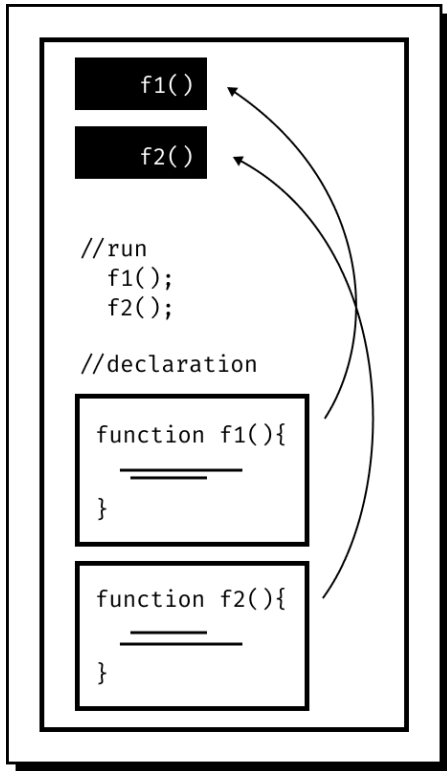 f1()
f2()
//run
f1();
f2();
//declaration
function f1(){
}
function f2(){
}